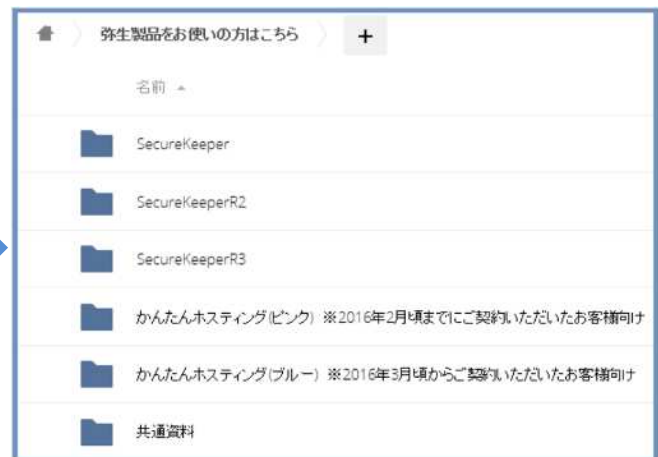 弥生製品をお使いの方はこちら +
名前
SecureKeeper
SecureKeeperR2
SecureKeeperR3
かんたんホスティング(ピンク) ※2016年2月頃までにご契約いただいたお客様向け
かんたんホスティング(ブルー) ※2016年3月頃からご契約いただいたお客様向け
共通資料